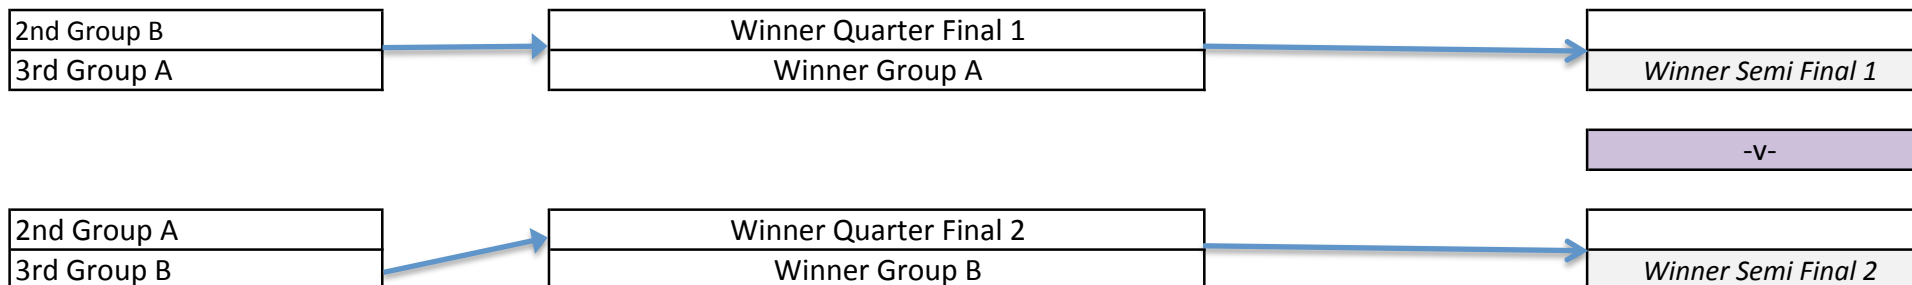 2nd Group B
Winner Quarter Final 1
3rd Group A
Winner Group A
Winner Semi Final 1
-v-
2nd Group A
Winner Quarter Final 2
3rd Group B
Winner Group B
Winner Semi Final 2